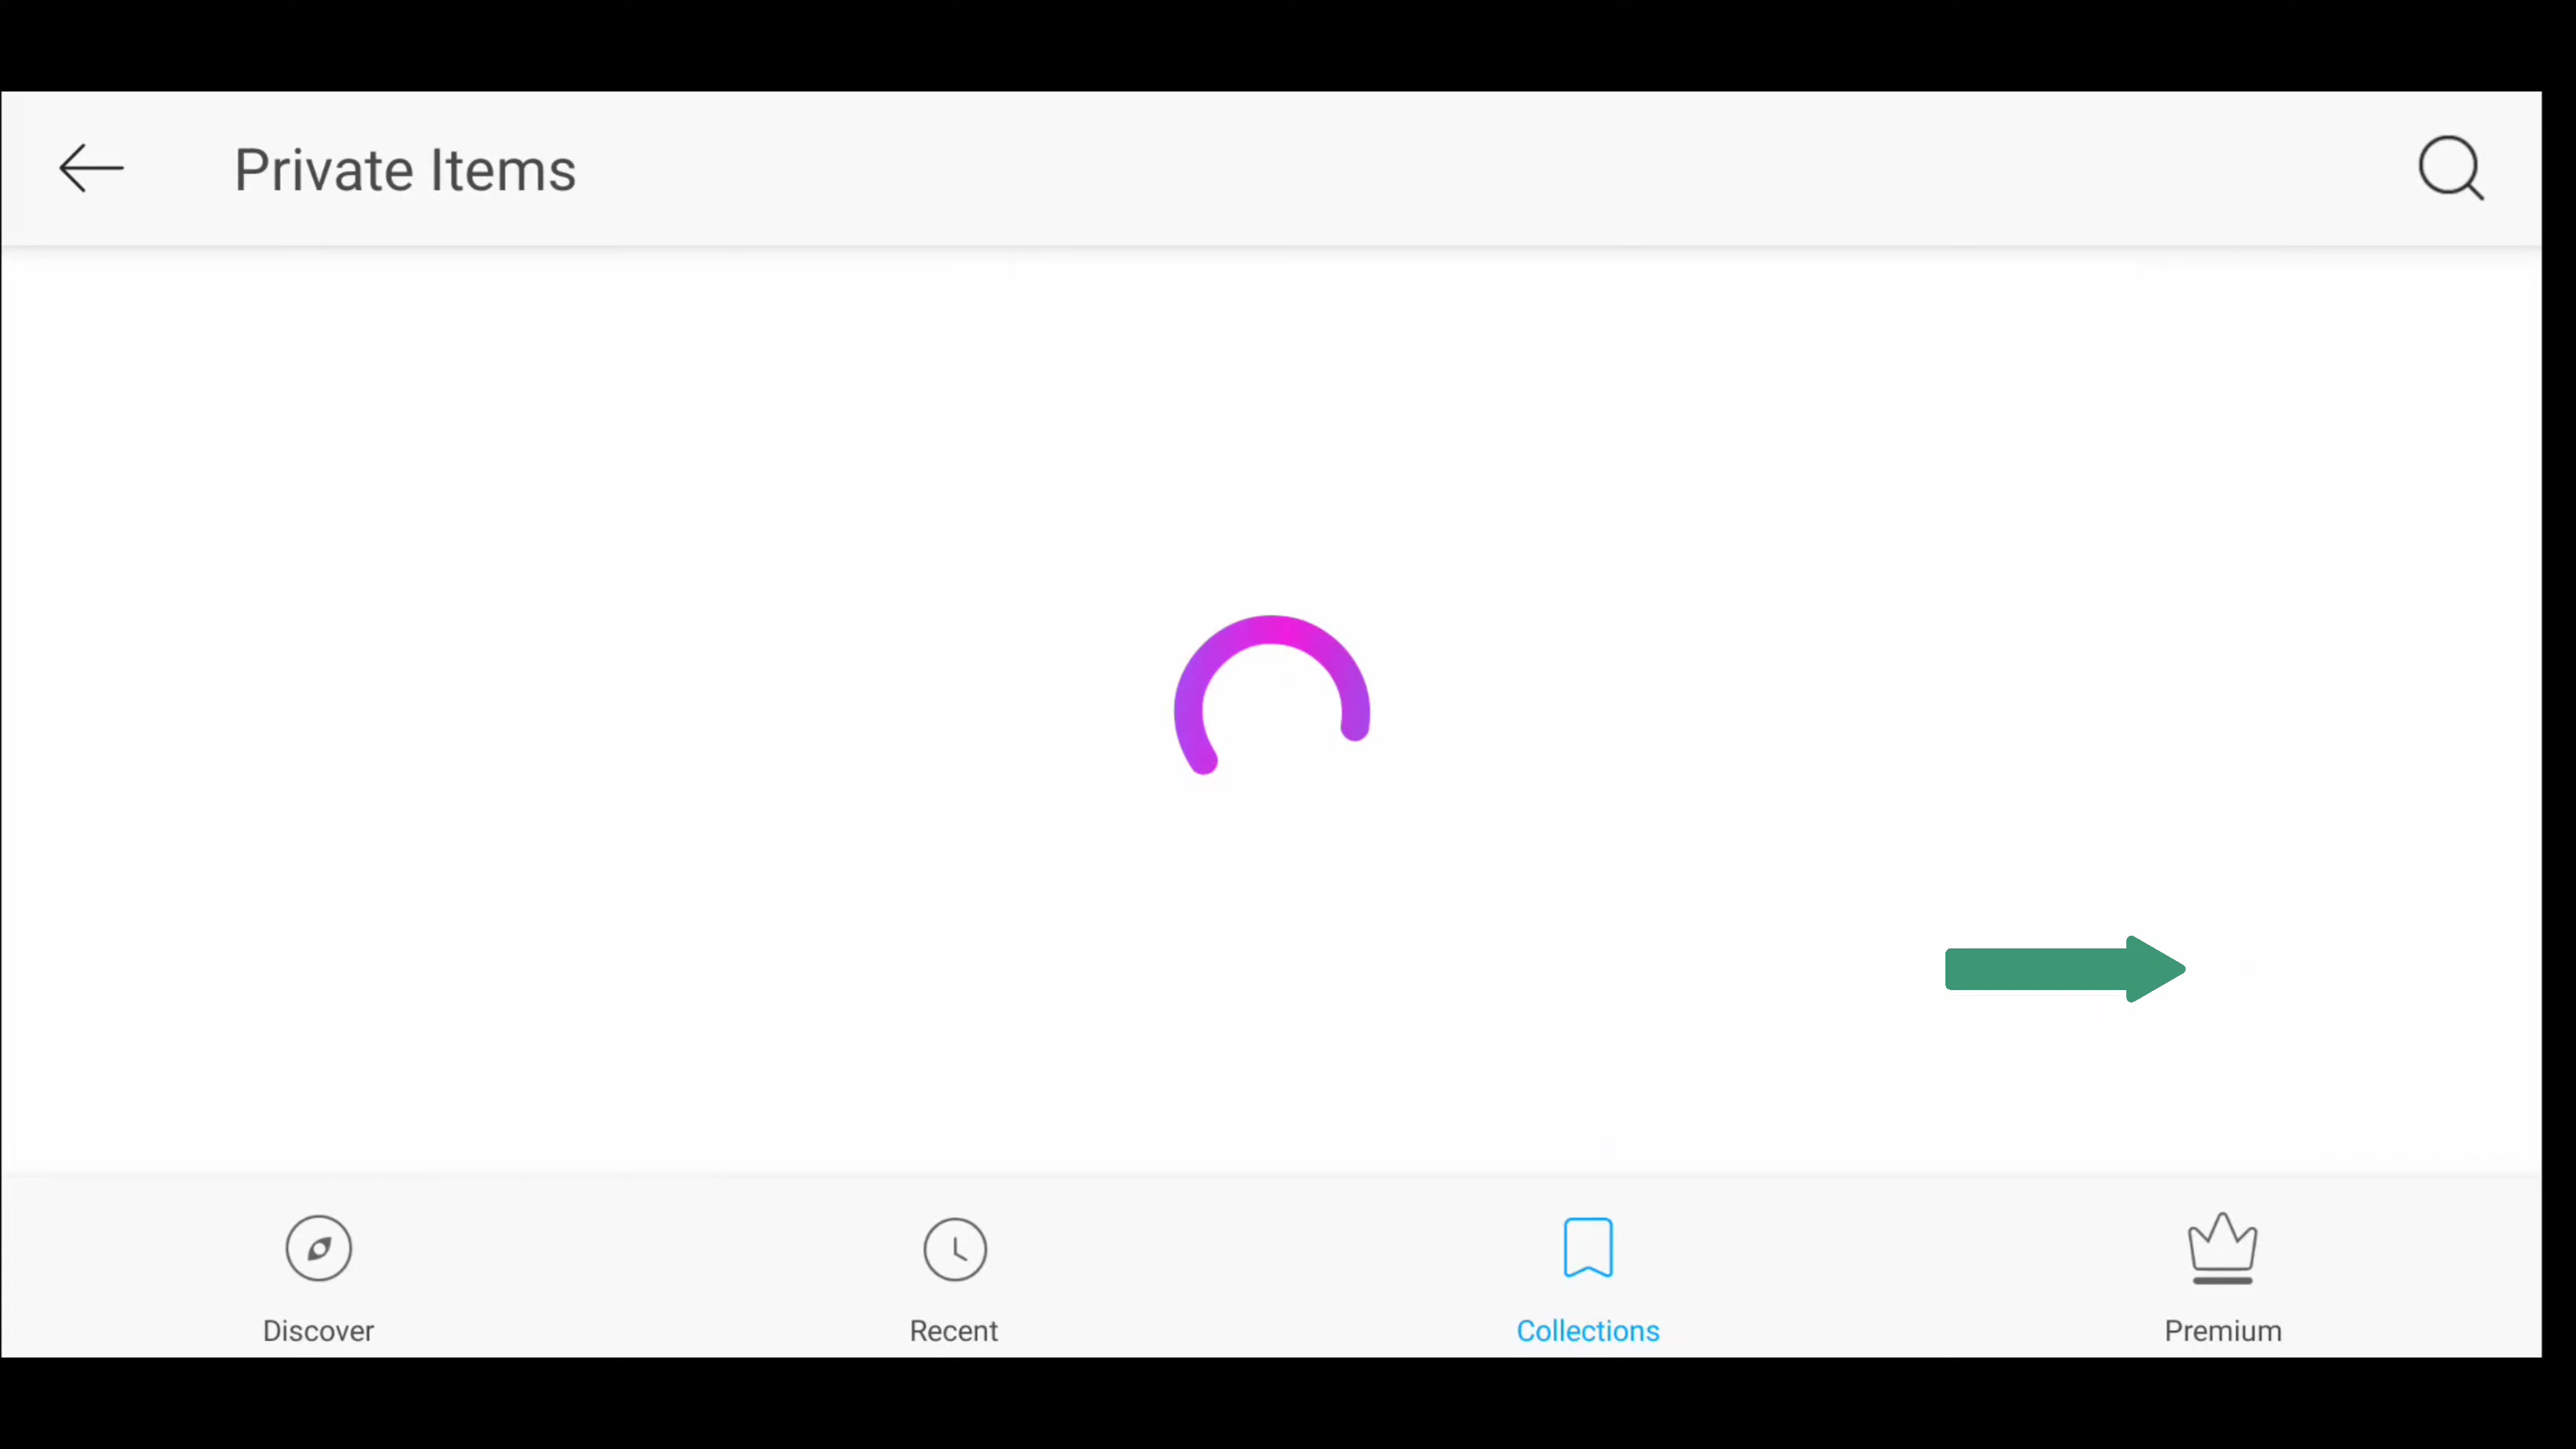 Private Items
Discover
Recent
Collections
Premium